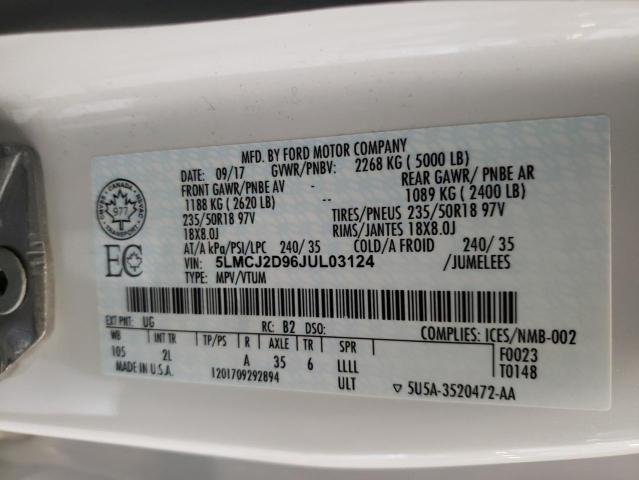 MFD. BY FORD MOTOR COMPANY
DATE: 09/17 GVWR/PNBV: 2268 KG ( 5000 LB)
FRONT GAWR/PNBE AV - REAR GAWR/ PNBE AR
1188 KG ( 2620 LB) -- 1089 KG ( 2400 LB)
235/50R18 97V TIRES/PNEUS 235/50R18 97V
18X8.0J RIMS/JANTES 18X8.0J
AT/A kPa/PSI/LPC 240/ 35 COLD/A FROID 240/ 35
VIN: 5LMCJ2D96JUL03124 /JUMELEES
TYPE: MPV/VTUM
CANADA
977
TRANSPORT
EC
EXT PNT: UG RC: B2 DSO: COMPLIES: ICES/NMB-002
WB INT TR TP/PS R AXLE TR SPR F0023
105 2L A 35 6 LLLL T0148
MADE IN U.S.A. 1201709292894 ULT ▽ 5U5A-3520472-AA